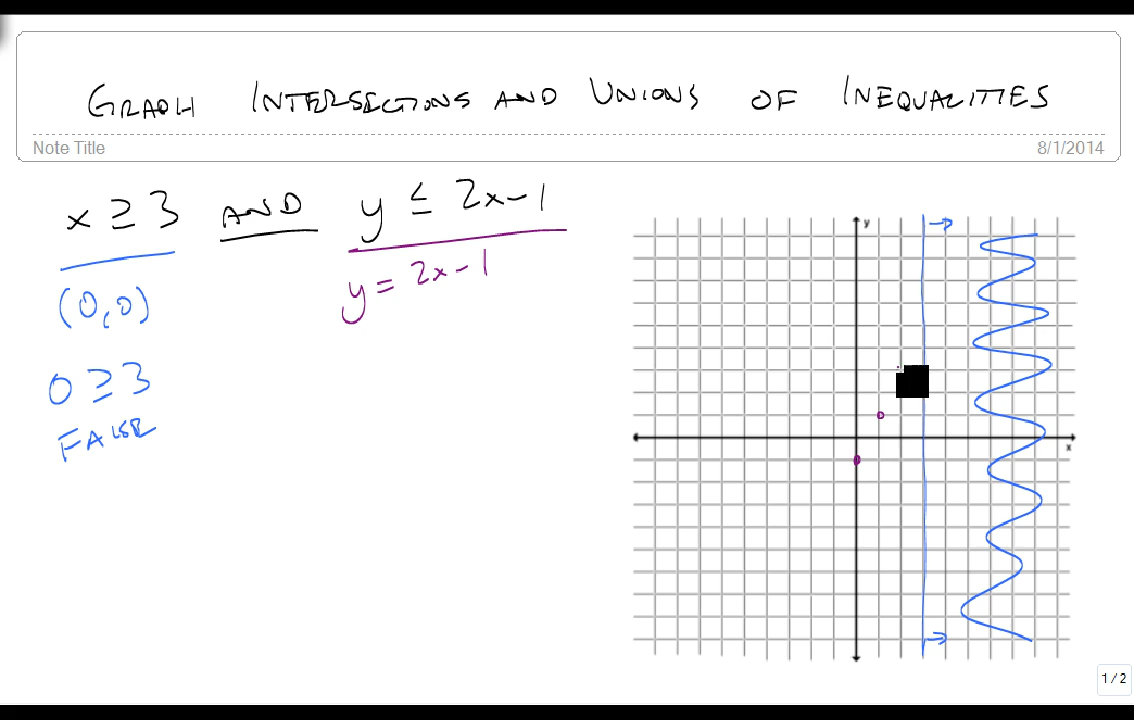 GRAPH INTERSECTIONS AND UNIONS OF INEQUALITIES
Note Title
8/1/2014
x ≥ 3 AND y ≤ 2x-1
y = 2x-1
(0,0)
0 ≥ 3
FALSE
y
x
1 / 2